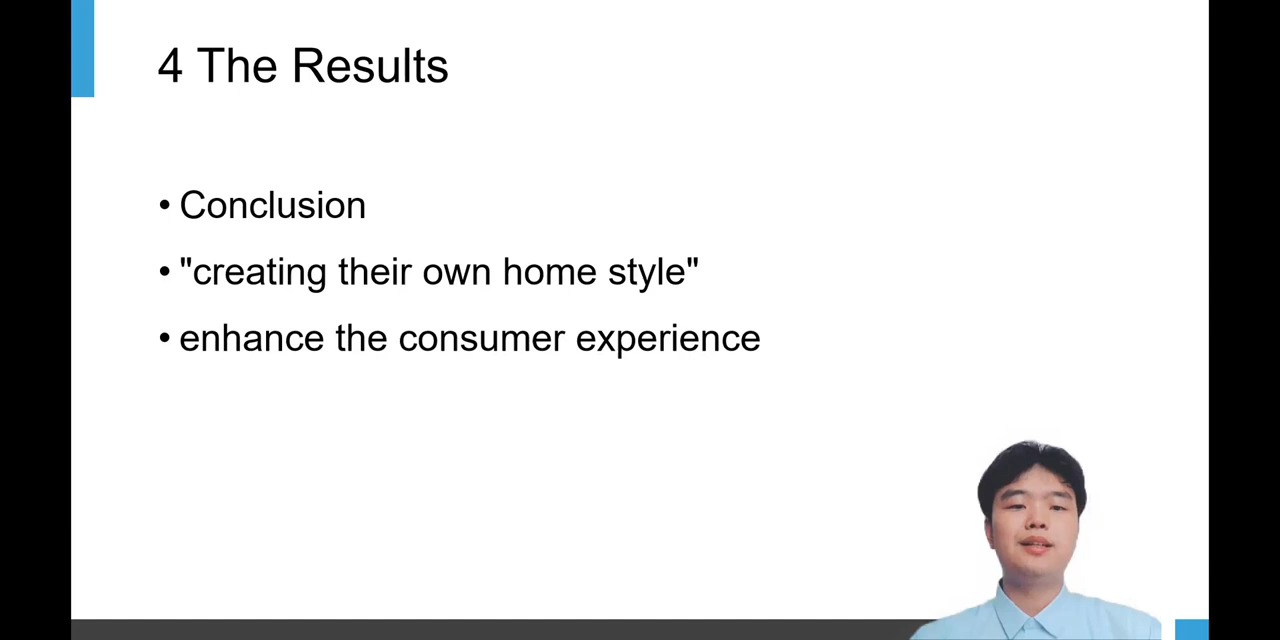 4 The Results
• Conclusion
• "creating their own home style"
• enhance the consumer experience